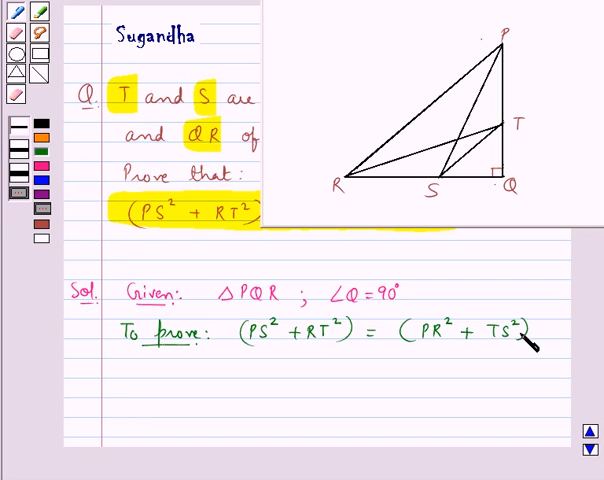 Sugandha
Q. T and S are
and QR of
Prove that:
(PS² + RT²)
P
T
R
S
Q
Sol. Given: △PQR ; ∠Q = 90°
To prove: (PS² + RT²) = (PR² + TS²)